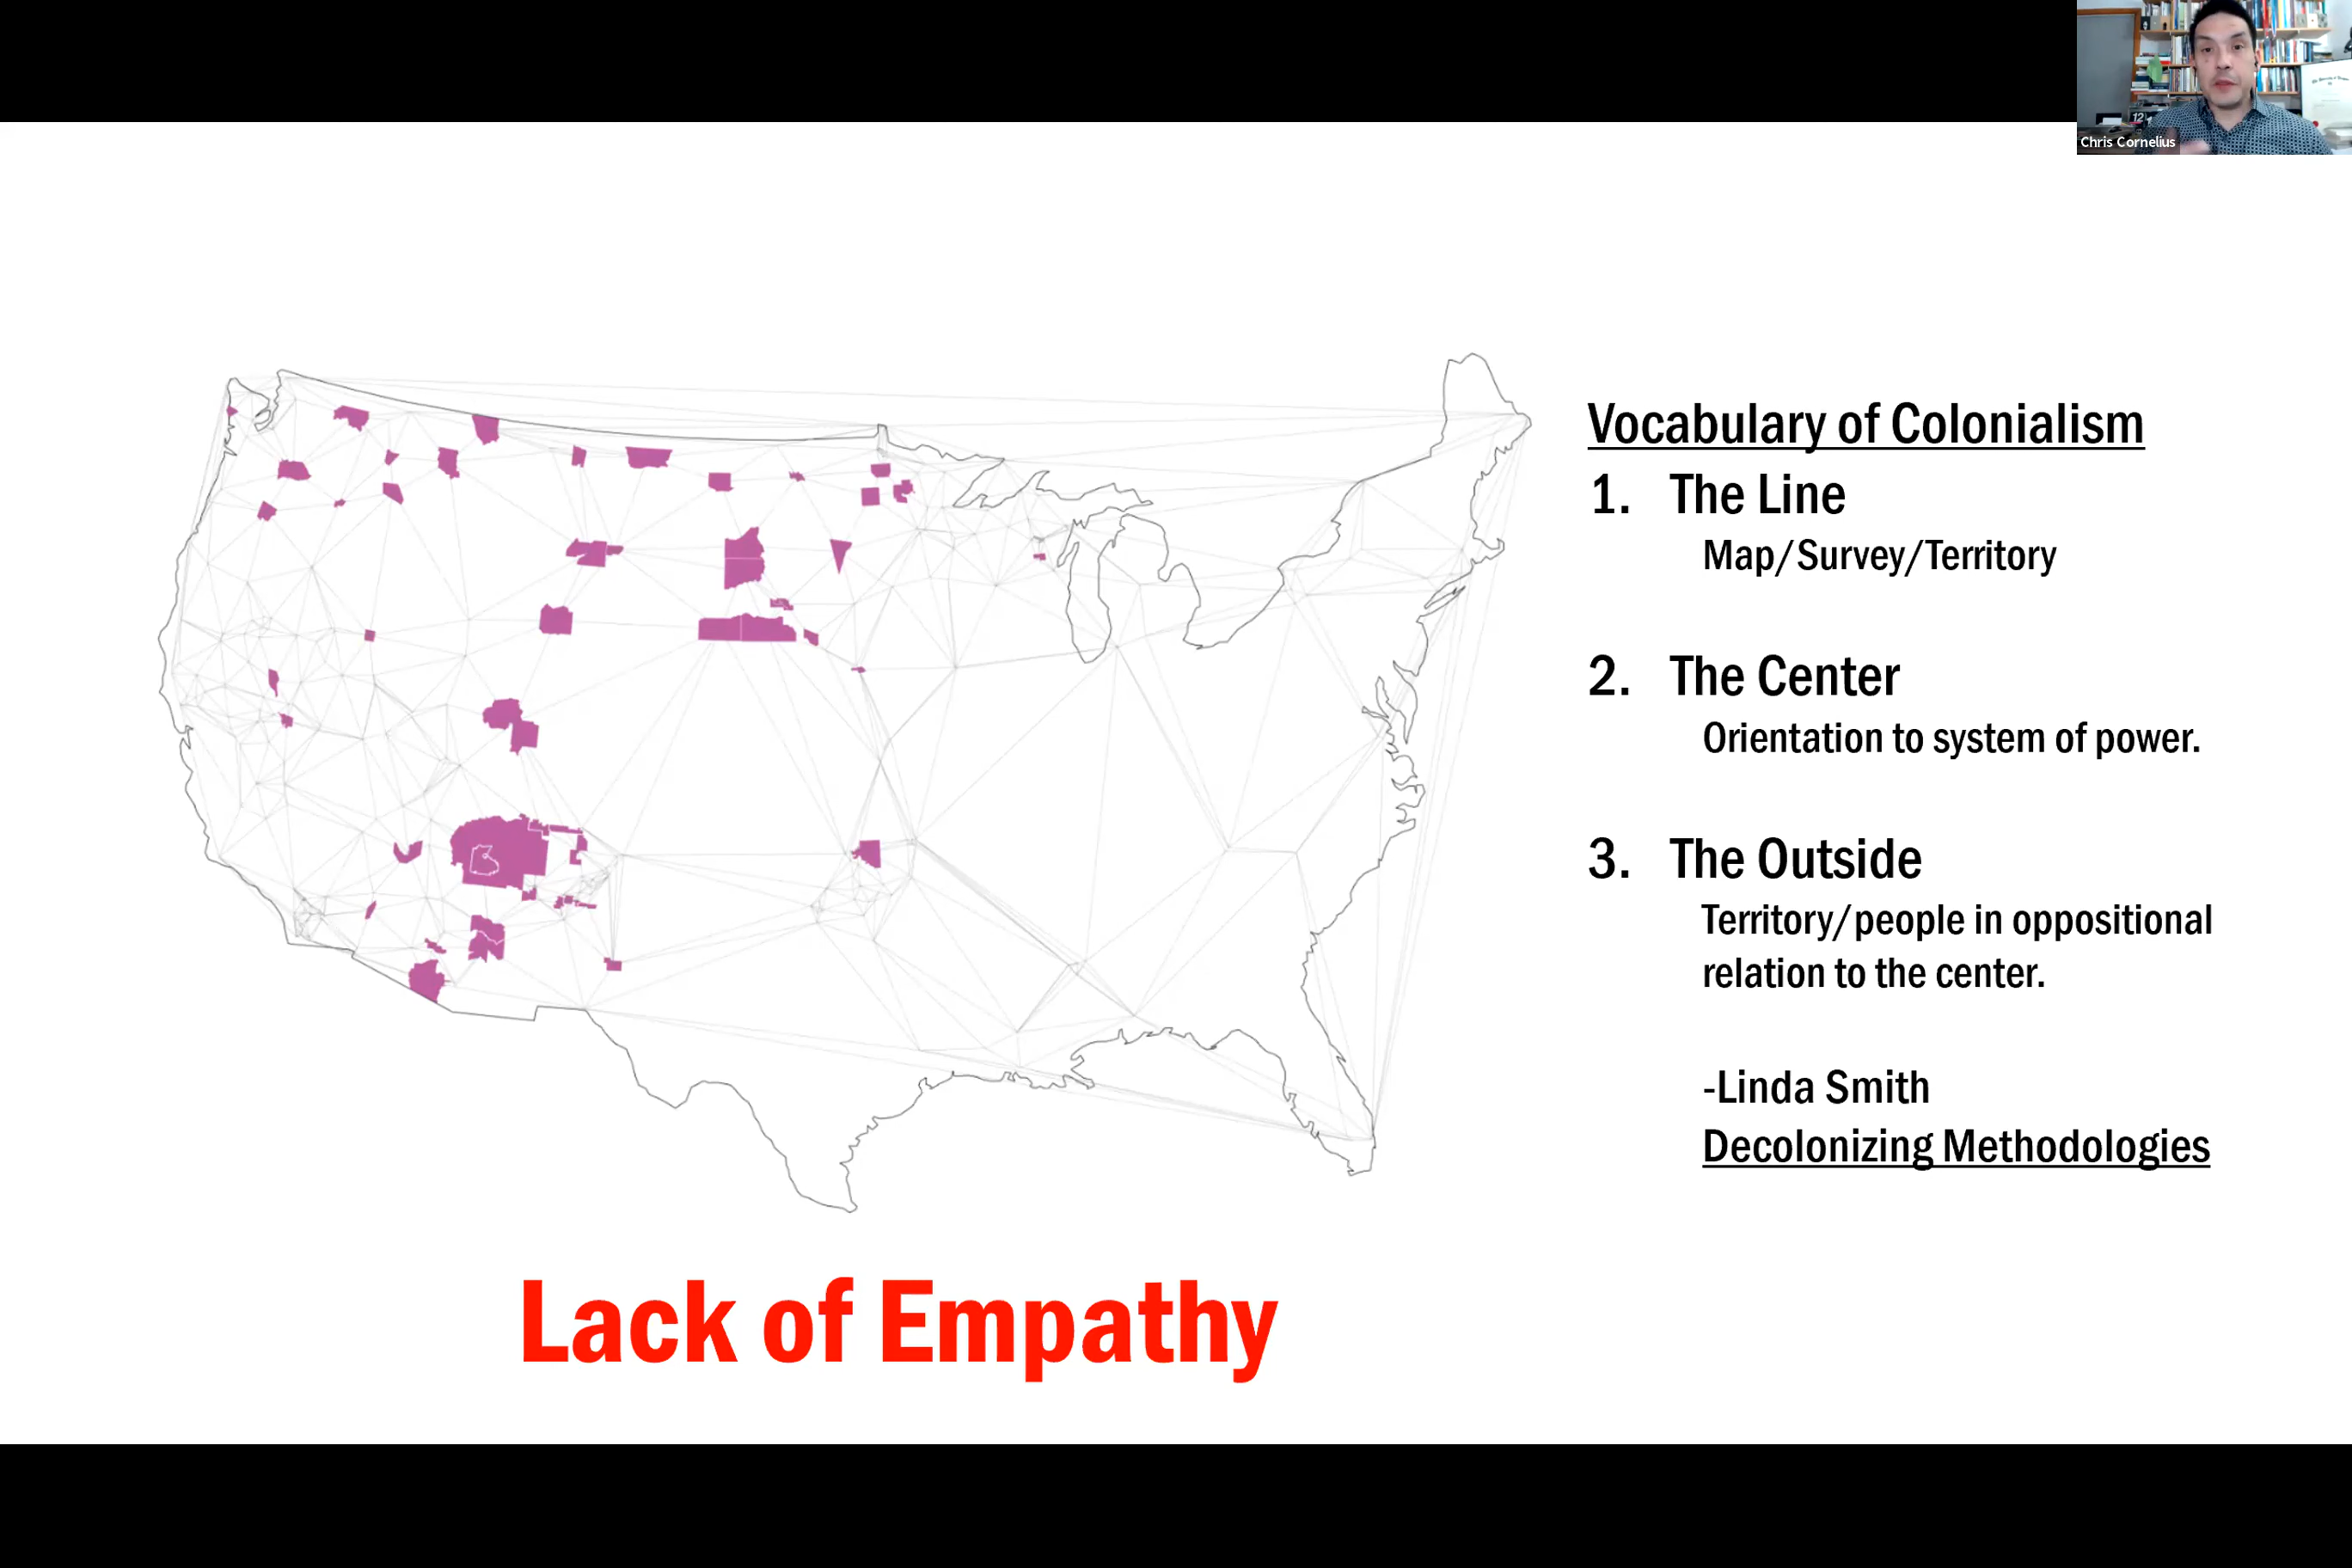 Chris Cornelius
Vocabulary of Colonialism
1. The Line
Map/Survey/Territory
2. The Center
Orientation to system of power.
3. The Outside
Territory/people in oppositional
relation to the center.
-Linda Smith
Decolonizing Methodologies
Lack of Empathy